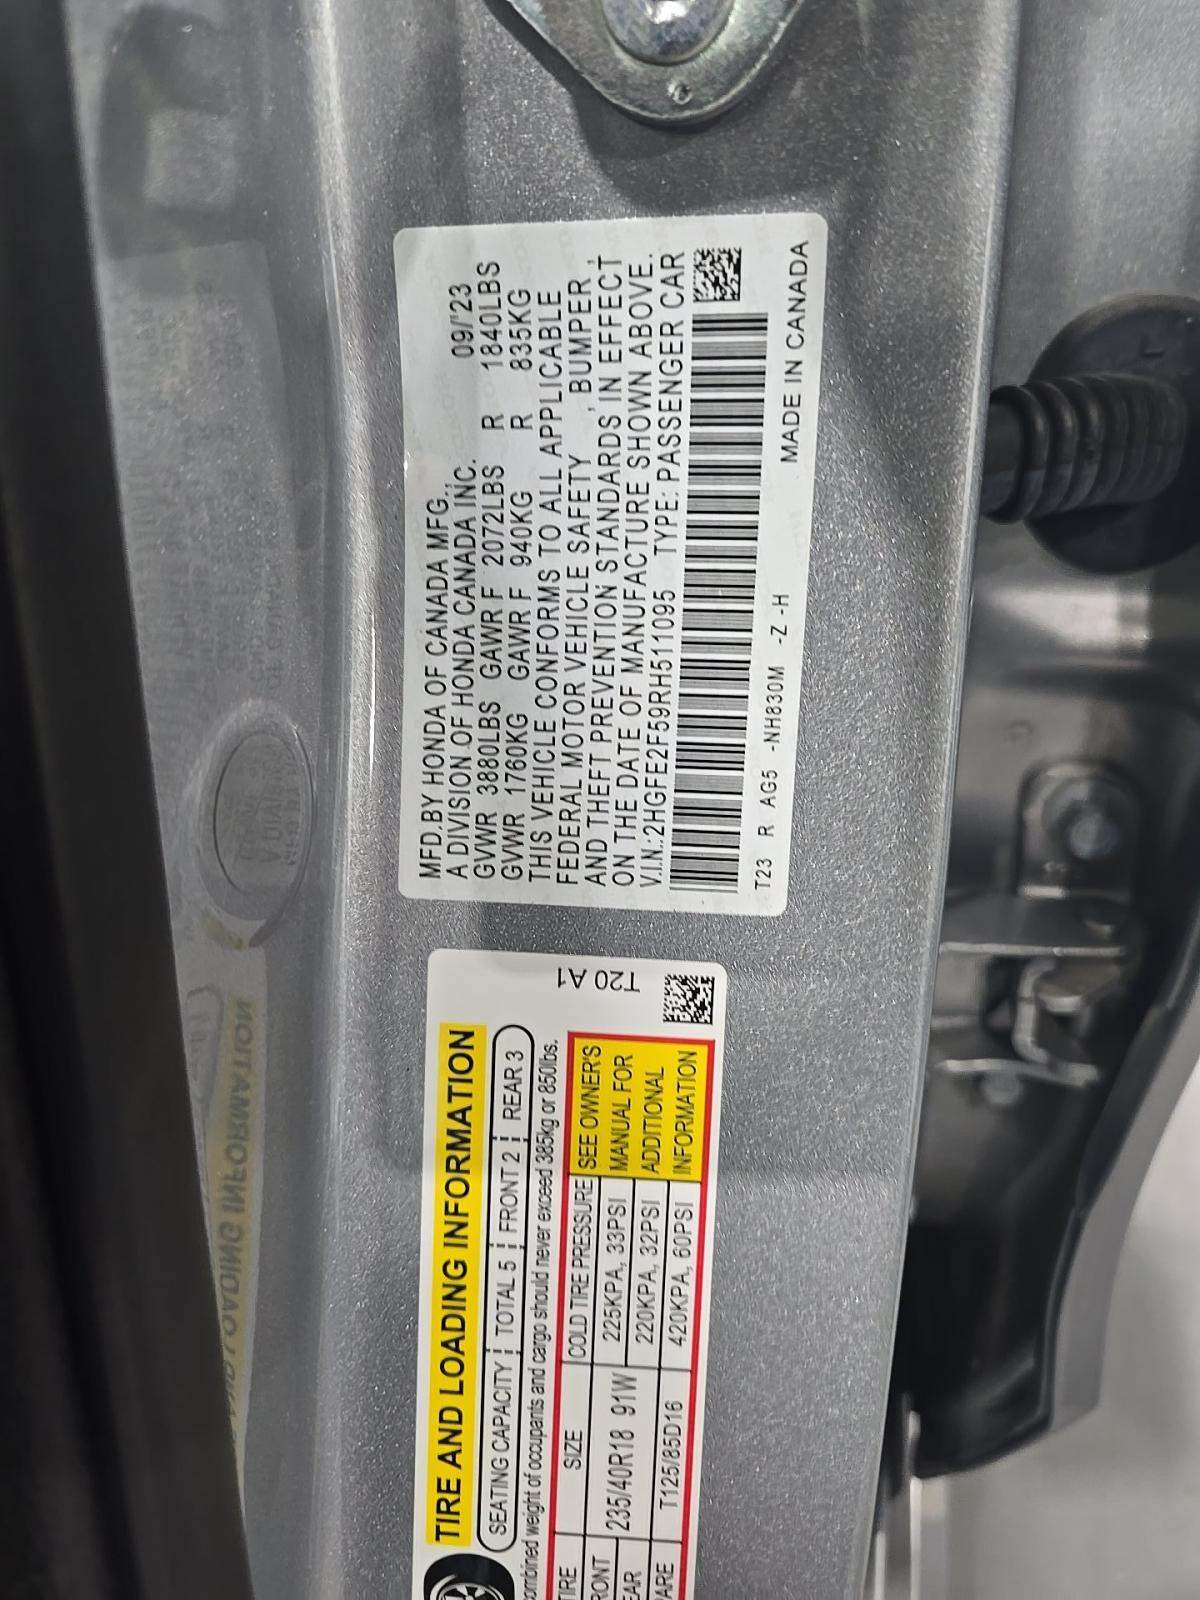 MFD.BY HONDA OF CANADA MFG.,
A DIVISION OF HONDA CANADA INC. 09/'23
GVWR 3880LBS GAWR F 2072LBS R 1840LBS
GVWR 1760KG GAWR F 940KG R 835KG
THIS VEHICLE CONFORMS TO ALL APPLICABLE
FEDERAL MOTOR VEHICLE SAFETY , BUMPER ,
AND THEFT PREVENTION STANDARDS IN EFFECT
ON THE DATE OF MANUFACTURE SHOWN ABOVE.
V.I.N.:2HGFE2F59RH511095 TYPE: PASSENGER CAR
T23 R AG5 -NH830M -Z -H MADE IN CANADA
TIRE AND LOADING INFORMATION
SEATING CAPACITY TOTAL 5 FRONT 2 REAR 3
weight of occupants and cargo should never exceed 385kg or 850lbs.
SIZE COLD TIRE PRESSURE SEE OWNER'S
225KPA, 33PSI MANUAL FOR
235/40R18 91W
220KPA, 32PSI ADDITIONAL
T125/85D16 420KPA, 60PSI INFORMATION
T20 A1